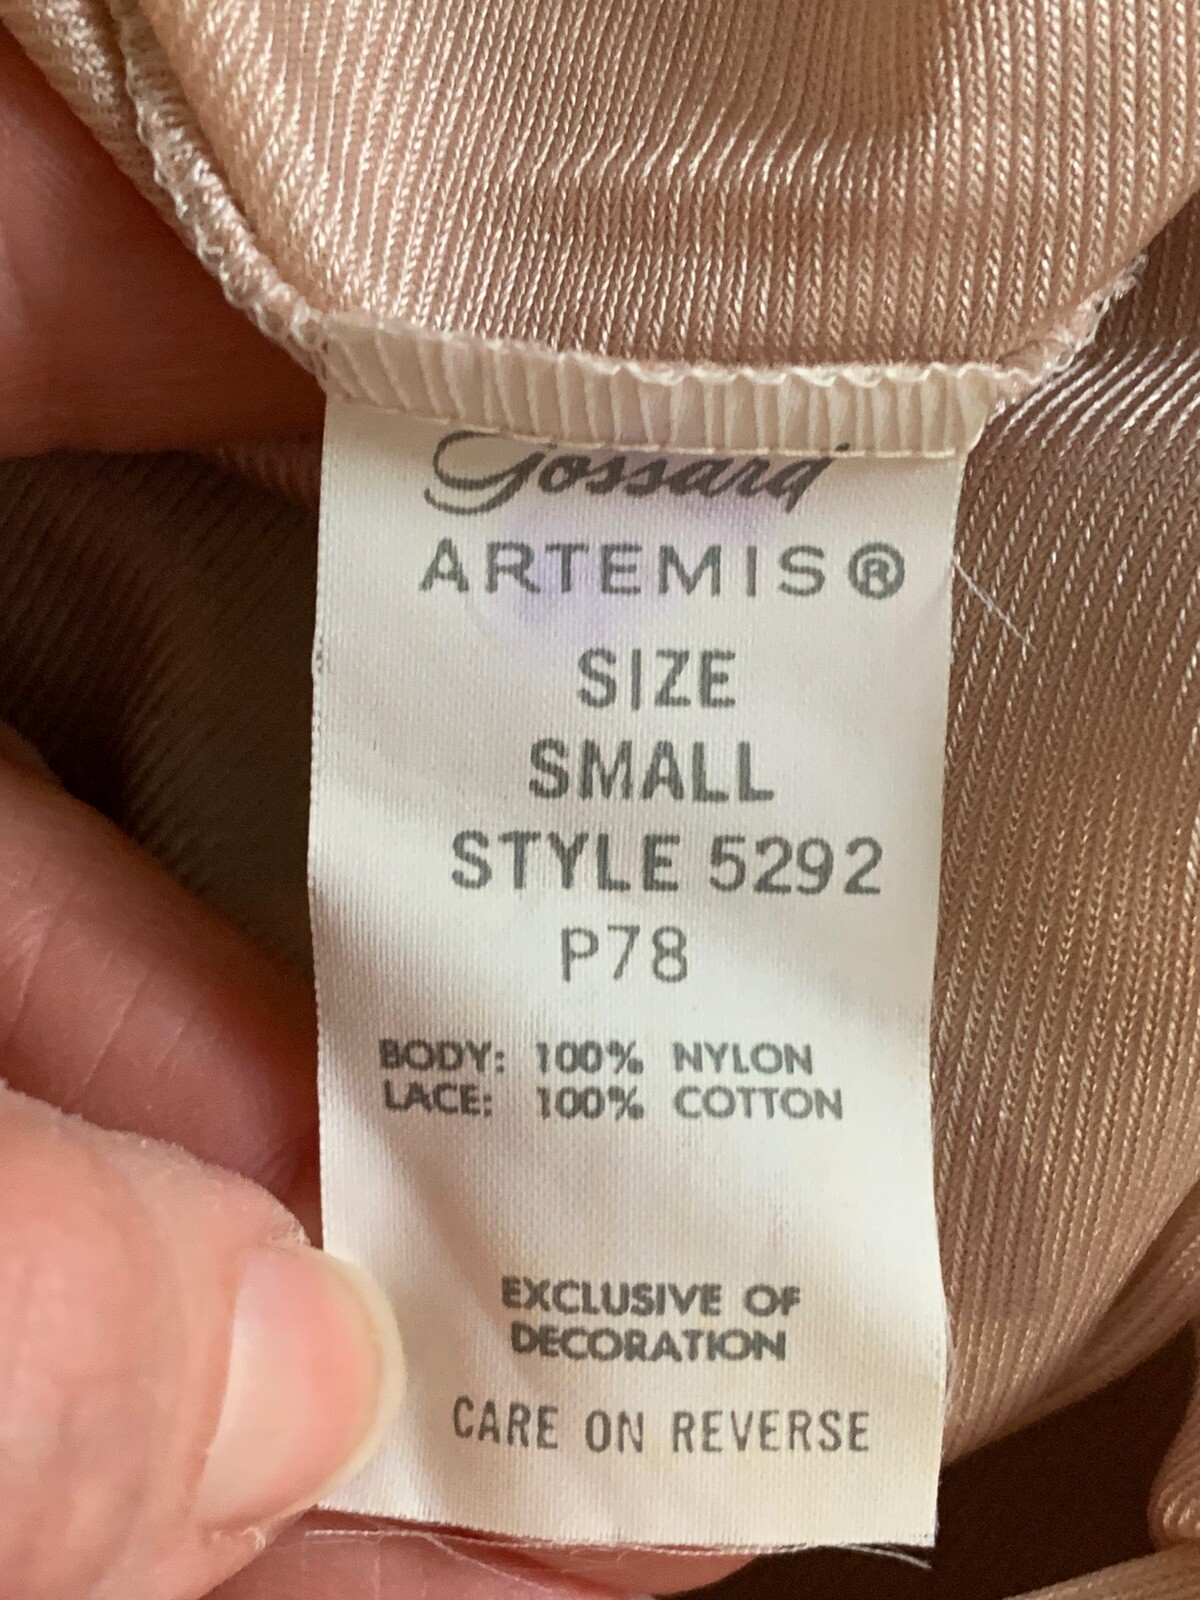 Gossard
ARTEMIS®
SIZE
SMALL
STYLE 5292
P78
BODY: 100% NYLON
LACE: 100% COTTON
EXCLUSIVE OF
DECORATION
CARE ON REVERSE